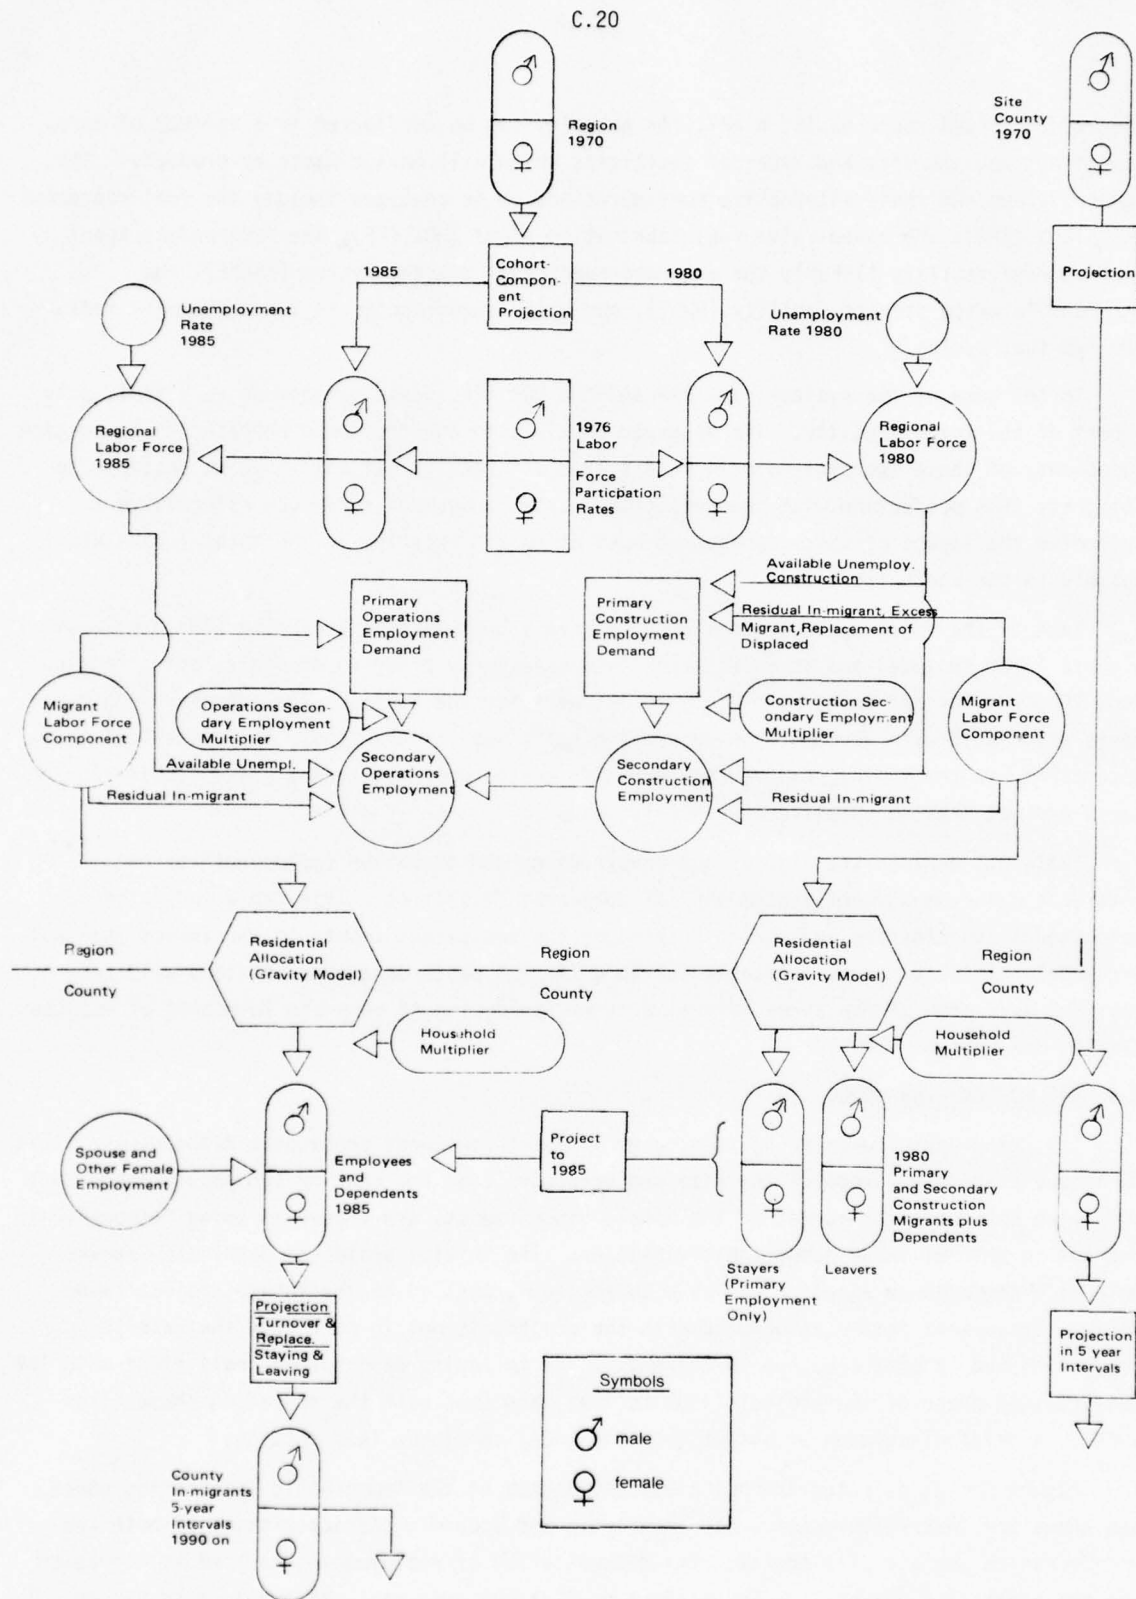 C.20
Region
1970
Site
County
1970
Cohort-
Compon-
ent
Projection
1985
1980
Projection
Unemployment
Rate
1985
Unemployment
Rate 1980
Regional
Labor Force
1985
1976
Labor
Force
Participation
Rates
Regional
Labor Force
1980
Available Unemploy.
Construction
Primary
Operations
Employment
Demand
Primary
Construction
Employment
Demand
Residual In-migrant, Excess
Migrant, Replacement of
Displaced
Migrant
Labor Force
Component
Operations Secon-
dary Employment
Multiplier
Construction Sec-
ondary Employment
Multiplier
Migrant
Labor Force
Component
Available Unempl.
Secondary
Operations
Employment
Secondary
Construction
Employment
Residual In-migrant
Residual In-migrant
Region
County
Residential
Allocation
(Gravity Model)
Region
County
Residential
Allocation
(Gravity Model)
Region
County
Household
Multiplier
Household
Multiplier
Spouse and
Other Female
Employment
Employees
and
Dependents
1985
Project
to
1985
1980
Primary
and Secondary
Construction
Migrants plus
Dependents
Stayers
(Primary
Employment
Only)
Leavers
Projection
Turnover &
Replace.
Staying &
Leaving
Projection
in 5 year
Intervals
County
In-migrants
5-year
Intervals
1990 on
Symbols
♂ male
♀ female